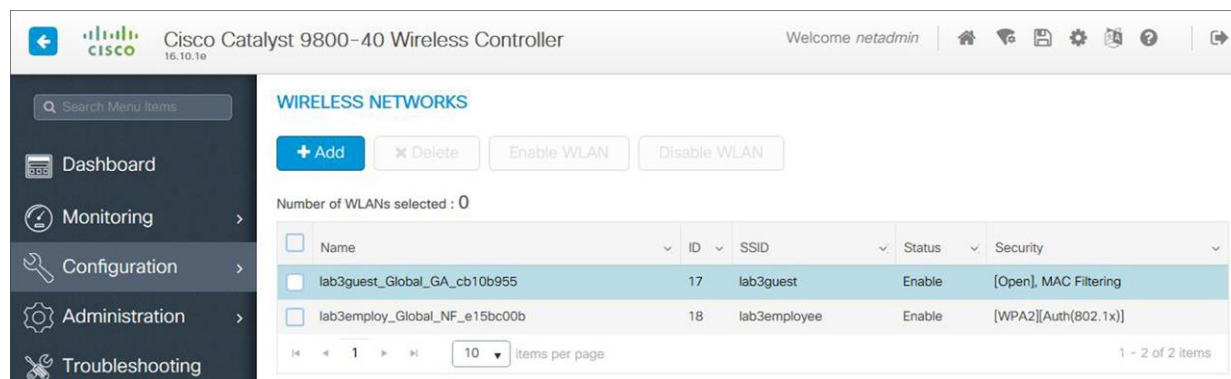 CISCO
Cisco Catalyst 9800-40 Wireless Controller
16.10.1e
Welcome netadmin
Search Menu Items
Dashboard
Monitoring
Configuration
Administration
Troubleshooting
WIRELESS NETWORKS
Add
Delete
Enable WLAN
Disable WLAN
Number of WLANs selected : 0
Name ID SSID Status Security
lab3guest_Global_GA_cb10b955 17 lab3guest Enable [Open], MAC Filtering
lab3employ_Global_NF_e15bc00b 18 lab3employee Enable [WPA2][Auth(802.1x)]
1 10 items per page 1 - 2 of 2 items